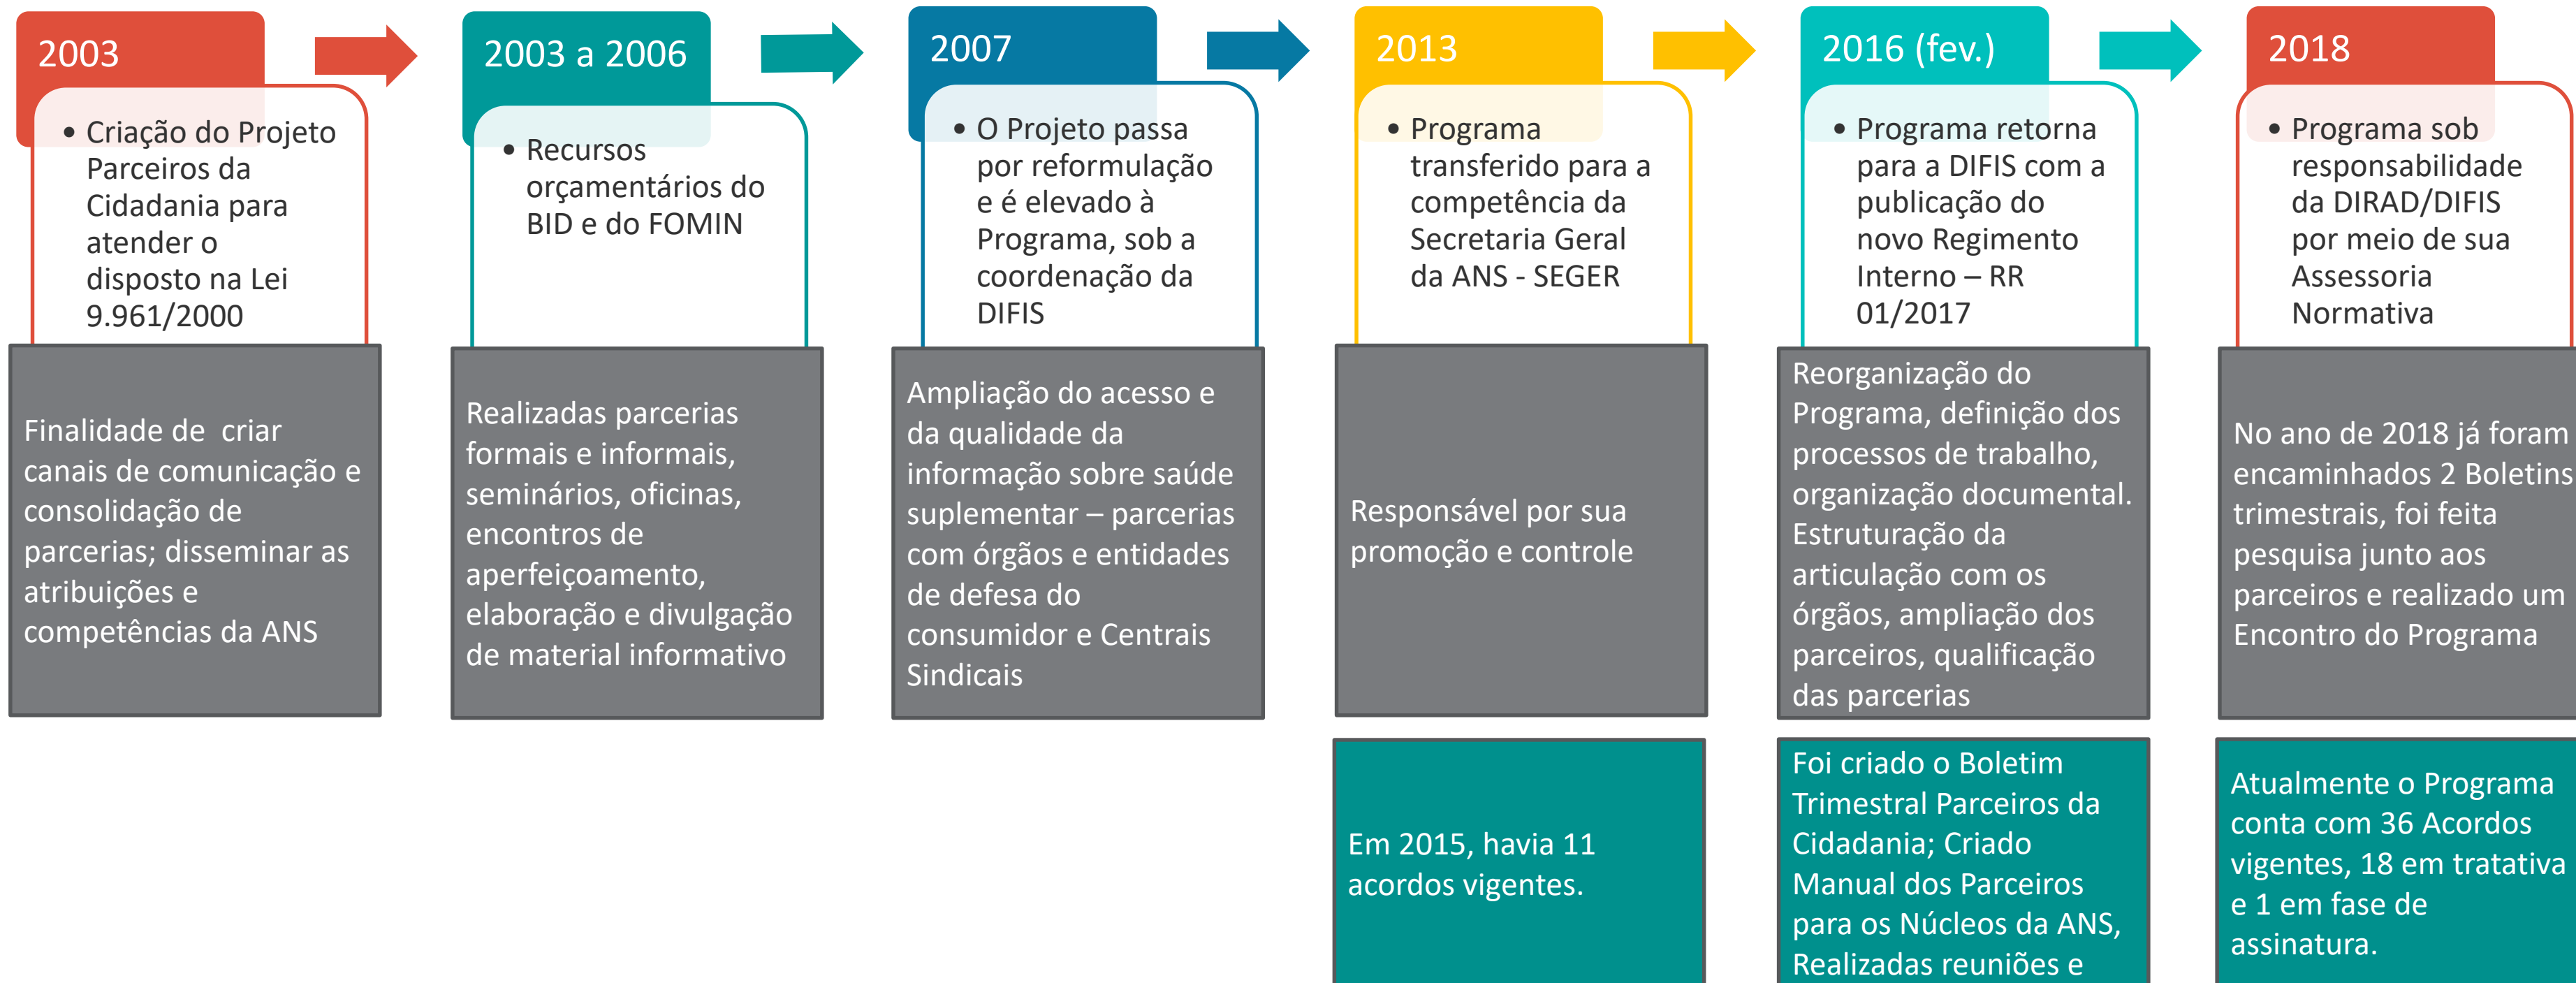 2003
• Criação do Projeto
Parceiros da
Cidadania para
atender o
disposto na Lei
9.961/2000
Finalidade de criar
canais de comunicação e
consolidação de
parcerias; disseminar as
atribuições e
competências da ANS
2003 a 2006
• Recursos
orçamentários do
BID e do FOMIN
Realizadas parcerias
formais e informais,
seminários, oficinas,
encontros de
aperfeiçoamento,
elaboração e divulgação
de material informativo
2007
• O Projeto passa
por reformulação
e é elevado à
Programa, sob a
coordenação da
DIFIS
Ampliação do acesso e
da qualidade da
informação sobre saúde
suplementar – parcerias
com órgãos e entidades
de defesa do
consumidor e Centrais
Sindicais
2013
• Programa
transferido para a
competência da
Secretaria Geral
da ANS - SEGER
Responsável por sua
promoção e controle
Em 2015, havia 11
acordos vigentes.
2016 (fev.)
• Programa retorna
para a DIFIS com a
publicação do
novo Regimento
Interno – RR
01/2017
Reorganização do
Programa, definição dos
processos de trabalho,
organização documental.
Estruturação da
articulação com os
órgãos, ampliação dos
parceiros, qualificação
das parcerias
Foi criado o Boletim
Trimestral Parceiros da
Cidadania; Criado
Manual dos Parceiros
para os Núcleos da ANS,
Realizadas reuniões e
2018
• Programa sob
responsabilidade
da DIRAD/DIFIS
por meio de sua
Assessoria
Normativa
No ano de 2018 já foram
encaminhados 2 Boletins
trimestrais, foi feita
pesquisa junto aos
parceiros e realizado um
Encontro do Programa
Atualmente o Programa
conta com 36 Acordos
vigentes, 18 em tratativa
e 1 em fase de
assinatura.